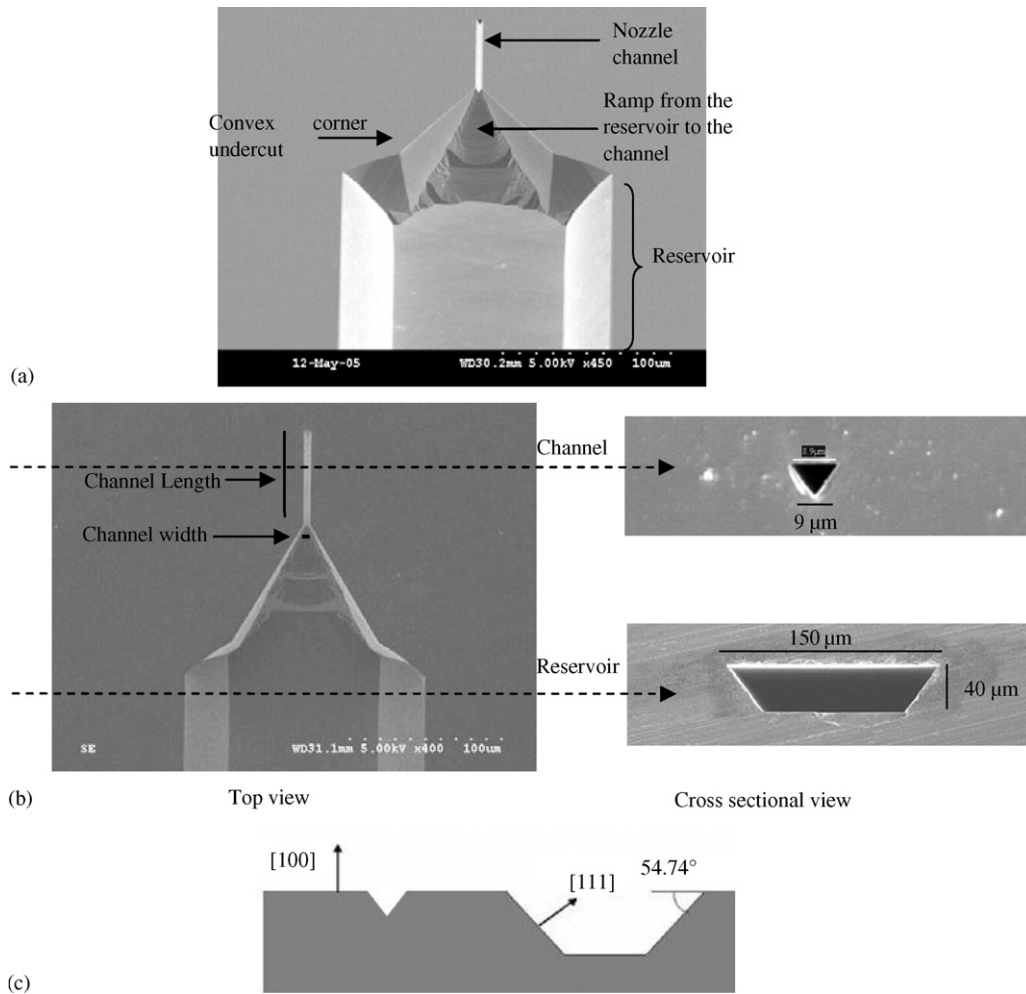 Nozzle
channel
Ramp from the
reservoir to the
channel
Convex corner
undercut
Reservoir
12-May-05 WD30.2mm 5.00kV x450 100um
(a)
Channel
8.9µm
9 µm
Channel Length
Channel width
150 µm
Reservoir
40 µm
SE WD31.1mm 5.00kV x400 100um
(b)
Top view
Cross sectional view
[100]
[111]
54.74°
(c)